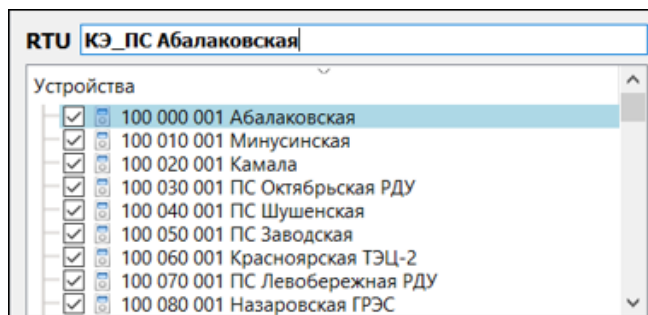 RTU КЭ_ПС Абалаковская
Устройства
100 000 001 Абалаковская
100 010 001 Минусинская
100 020 001 Камала
100 030 001 ПС Октябрьская РДУ
100 040 001 ПС Шушенская
100 050 001 ПС Заводская
100 060 001 Красноярская ТЭЦ-2
100 070 001 ПС Левобережная РДУ
100 080 001 Назаровская ГРЭС